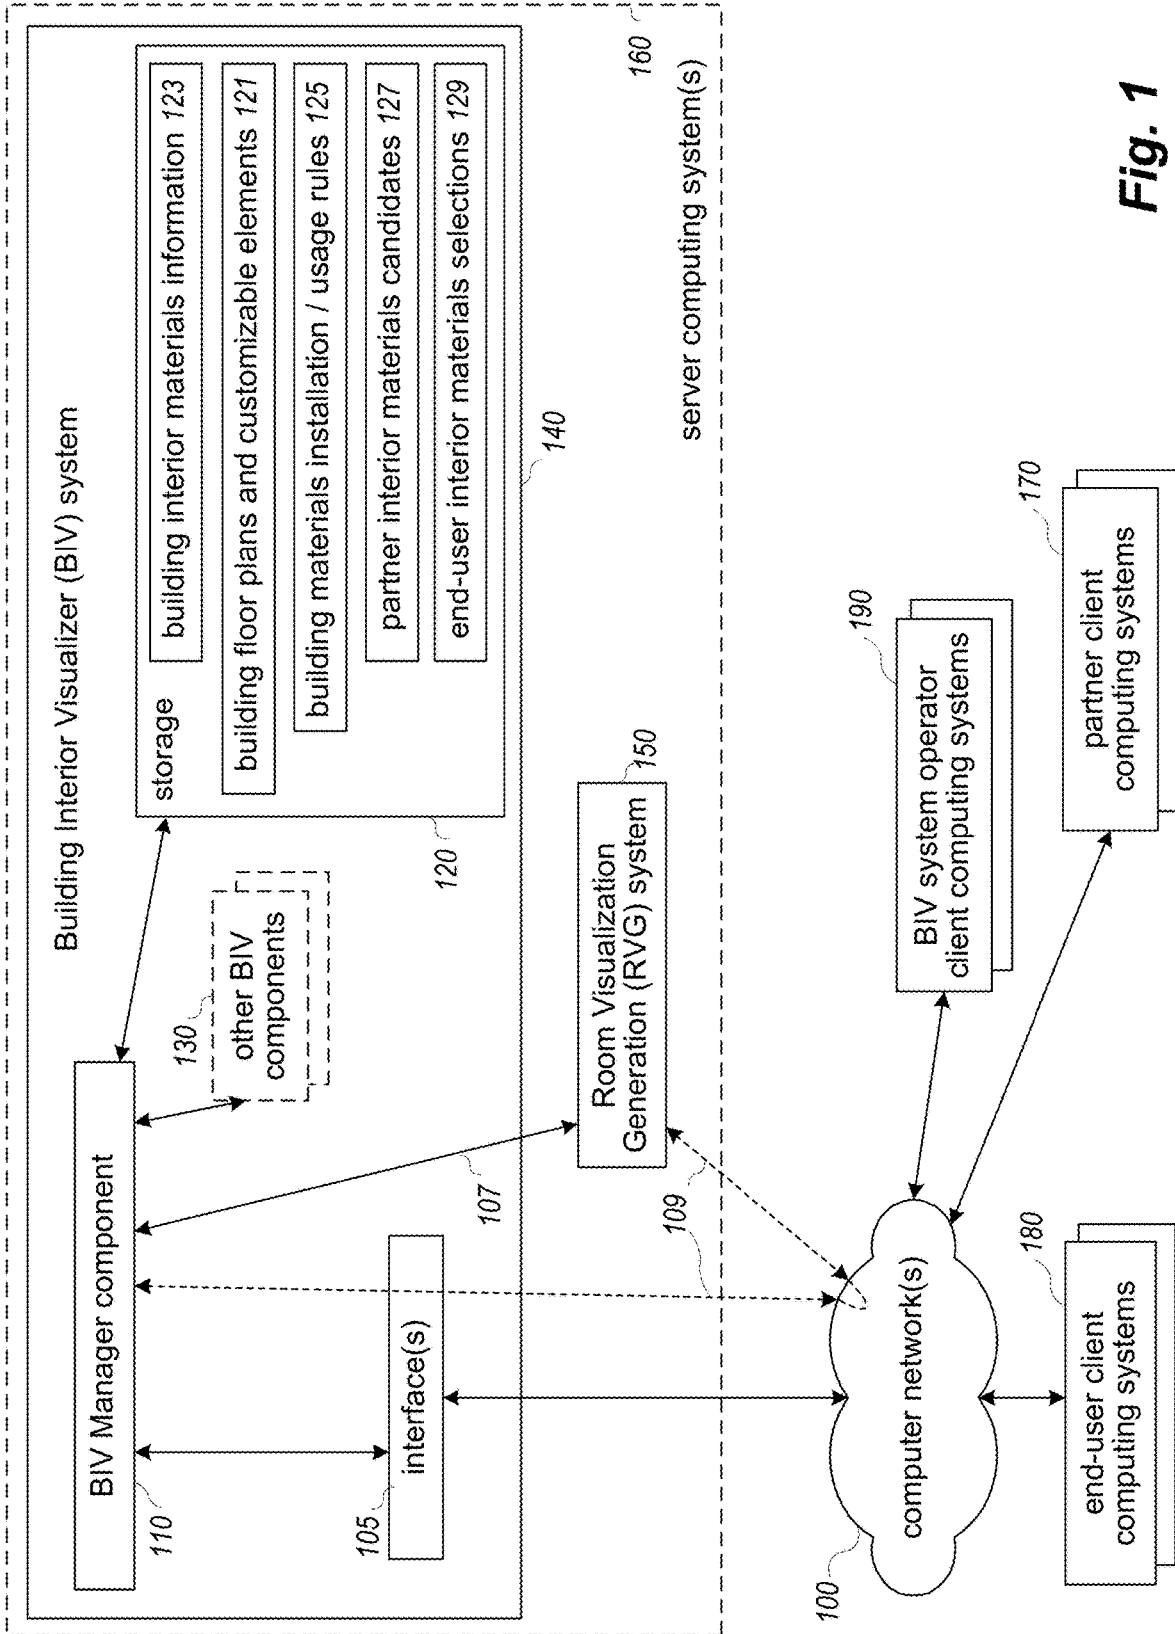 160
server computing system(s)
Building Interior Visualizer (BIV) system
140
BIV Manager component
110
130
other BIV
components
storage
120
building interior materials information 123
building floor plans and customizable elements 121
building materials installation / usage rules 125
partner interior materials candidates 127
end-user interior materials selections 129
107
105
interface(s)
150
Room Visualization
Generation (RVG) system
109
100
computer network(s)
190
BIV system operator
client computing systems
180
end-user client
computing systems
170
partner client
computing systems
Fig. 1